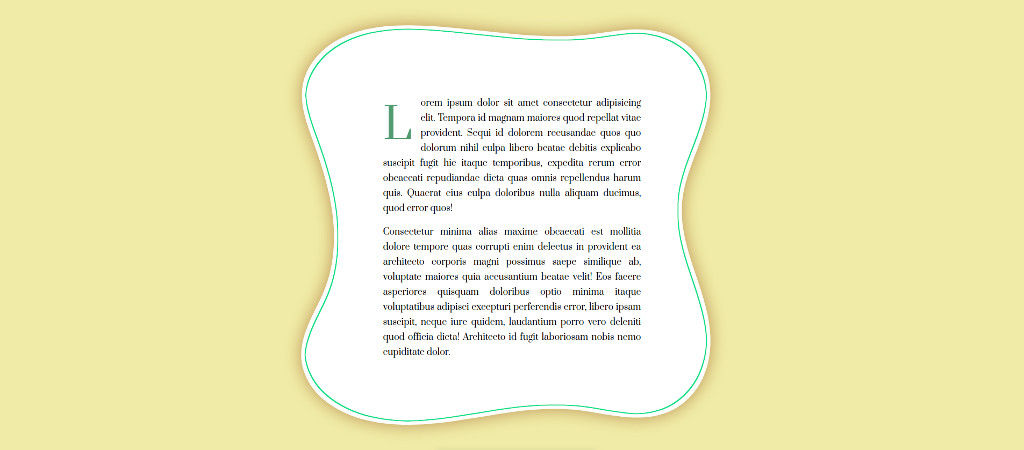 Lorem ipsum dolor sit amet consectetur adipisicing
elit. Tempora id magnam maiores quod repellat vitae
provident. Sequi id dolorem recusandae quos quo
dolorum nihil culpa libero beatae debitis explicabo
suscipit fugit hic itaque temporibus, expedita rerum error
obcaecati repudiandae dicta quas omnis repellendus harum
quis. Quaerat eius culpa doloribus nulla aliquam ducimus,
quod error quos!
Consectetur minima alias maxime obcaecati est mollitia
dolore tempore quas corrupti enim delectus in provident ea
architecto corporis magni possimus saepe similique ab,
voluptate maiores quia accusantium beatae velit! Eos facere
asperiores quisquam doloribus optio minima itaque
voluptatibus adipisci excepturi perferendis error, libero ipsam
suscipit, neque iure quidem, laudantium porro vero deleniti
quod officia dicta! Architecto id fugit laboriosam nobis nemo
cupiditate dolor.